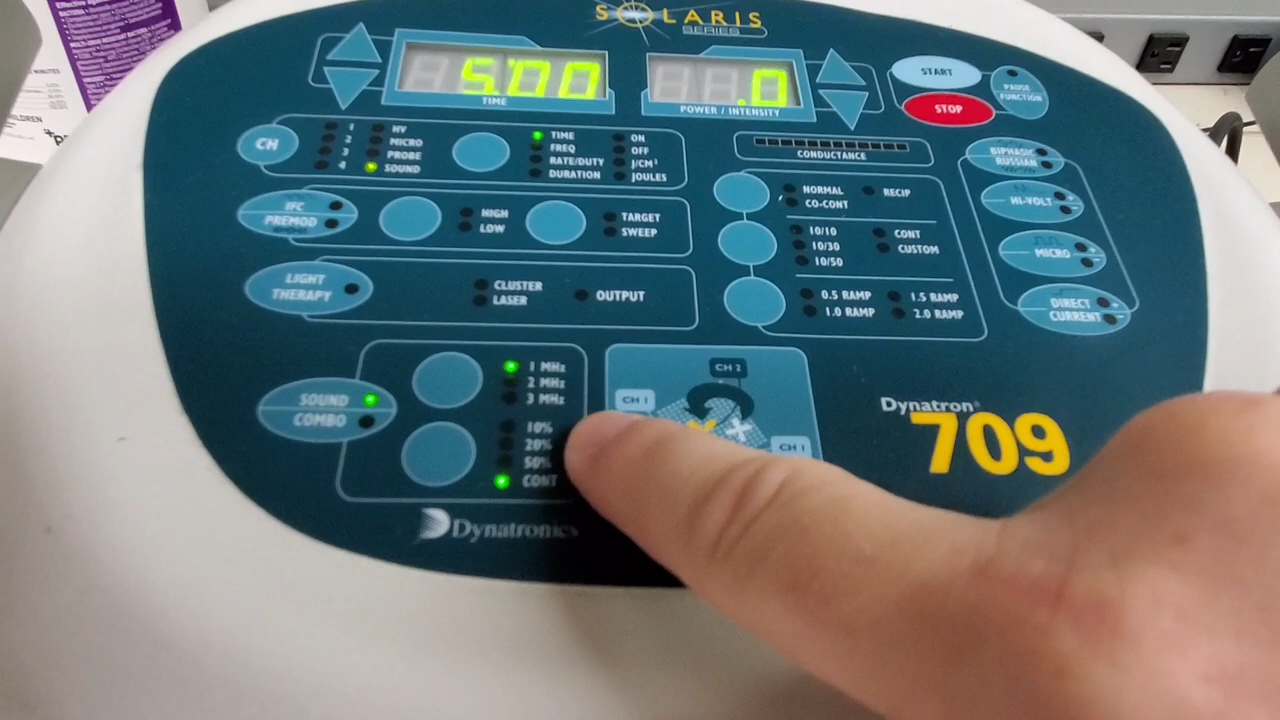 SOLARIS
SERIES
5:00
TIME
.0
POWER / INTENSITY
START
STOP
PAUSE
FUNCTION
CH
1
2
3
4
HV
MICRO
PROBE
SOUND
TIME
FREQ
RATE/DUTY
DURATION
ON
OFF
J/CM²
JOULES
CONDUCTANCE
BIPHASIC
RUSSIAN
HI-VOLT
+
-
MICRO
+
-
DIRECT
CURRENT
+
-
IFC
PREMOD
HIGH
LOW
TARGET
SWEEP
NORMAL
CO-CONT
RECIP
10/10
10/30
10/50
CONT
CUSTOM
0.5 RAMP
1.0 RAMP
1.5 RAMP
2.0 RAMP
LIGHT
THERAPY
CLUSTER
LASER
OUTPUT
SOUND
COMBO
1 MHz
2 MHz
3 MHz
10%
20%
50%
CONT
CH 2
CH 1
CH 1
Dynatron®
709
Dynatronics
MINUTES